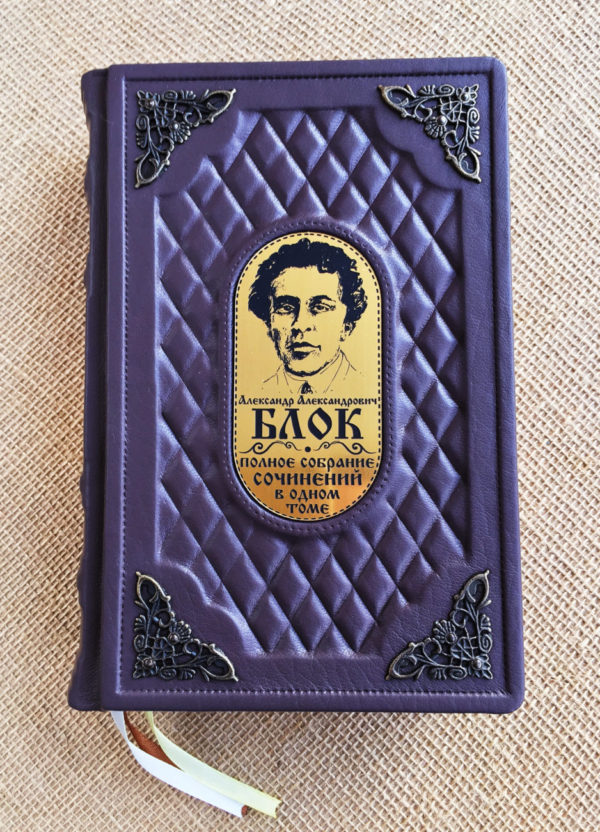 Александр Александрович
БЛОК
ПОЛНОЕ СОБРАНИЕ
СОЧИНЕНИЙ
В ОДНОМ
ТОМЕ